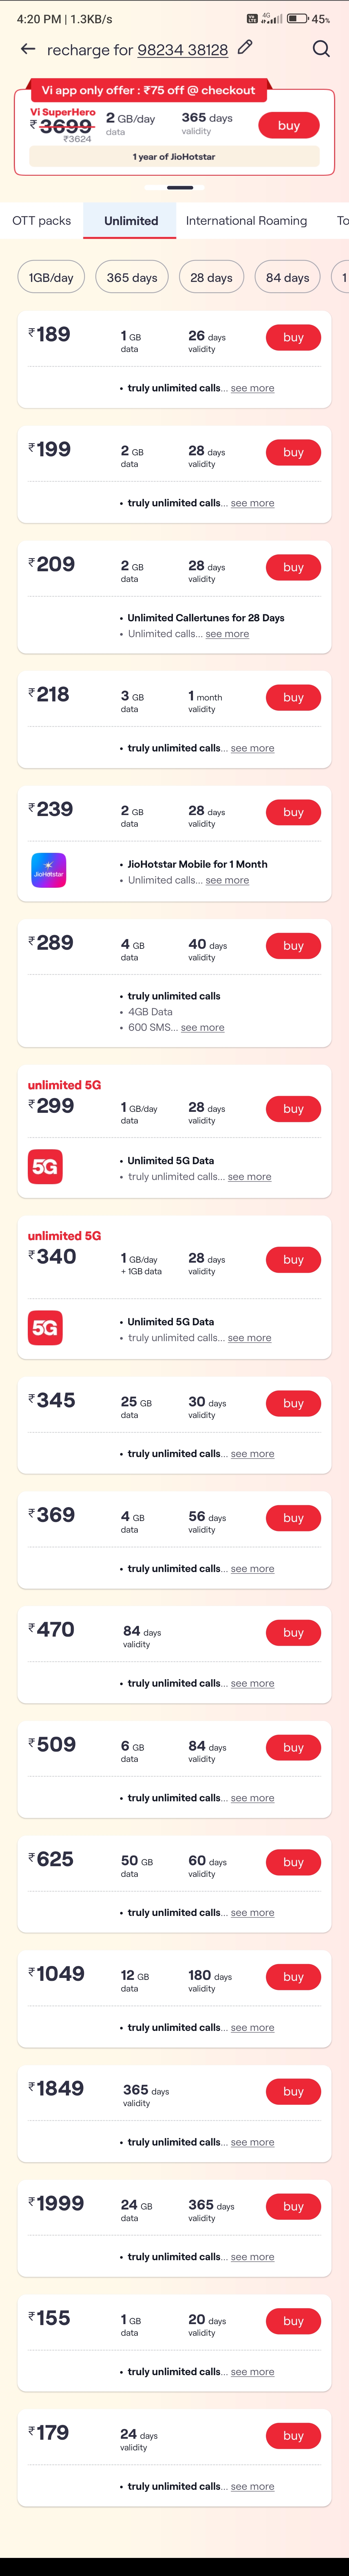 4:20 PM | 1.3KB/s 4G 45%
recharge for 98234 38128
Vi app only offer : ₹75 off @ checkout
Vi SuperHero
₹ 3699 2 GB/day 365 days buy
₹3624 data validity
1 year of JioHotstar
OTT packs Unlimited International Roaming To
1GB/day 365 days 28 days 84 days 1
₹189 1 GB 26 days buy
data validity
• truly unlimited calls... see more
₹199 2 GB 28 days buy
data validity
• truly unlimited calls... see more
₹209 2 GB 28 days buy
data validity
• Unlimited Callertunes for 28 Days
• Unlimited calls... see more
₹218 3 GB 1 month buy
data validity
• truly unlimited calls... see more
₹239 2 GB 28 days buy
data validity
JioHotstar • JioHotstar Mobile for 1 Month
• Unlimited calls... see more
₹289 4 GB 40 days buy
data validity
• truly unlimited calls
• 4GB Data
• 600 SMS... see more
unlimited 5G
₹299 1 GB/day 28 days buy
data validity
5G • Unlimited 5G Data
• truly unlimited calls... see more
unlimited 5G
₹340 1 GB/day 28 days buy
+ 1GB data validity
5G • Unlimited 5G Data
• truly unlimited calls... see more
₹345 25 GB 30 days buy
data validity
• truly unlimited calls... see more
₹369 4 GB 56 days buy
data validity
• truly unlimited calls... see more
₹470 84 days buy
validity
• truly unlimited calls... see more
₹509 6 GB 84 days buy
data validity
• truly unlimited calls... see more
₹625 50 GB 60 days buy
data validity
• truly unlimited calls... see more
₹1049 12 GB 180 days buy
data validity
• truly unlimited calls... see more
₹1849 365 days buy
validity
• truly unlimited calls... see more
₹1999 24 GB 365 days buy
data validity
• truly unlimited calls... see more
₹155 1 GB 20 days buy
data validity
• truly unlimited calls... see more
₹179 24 days buy
validity
• truly unlimited calls... see more